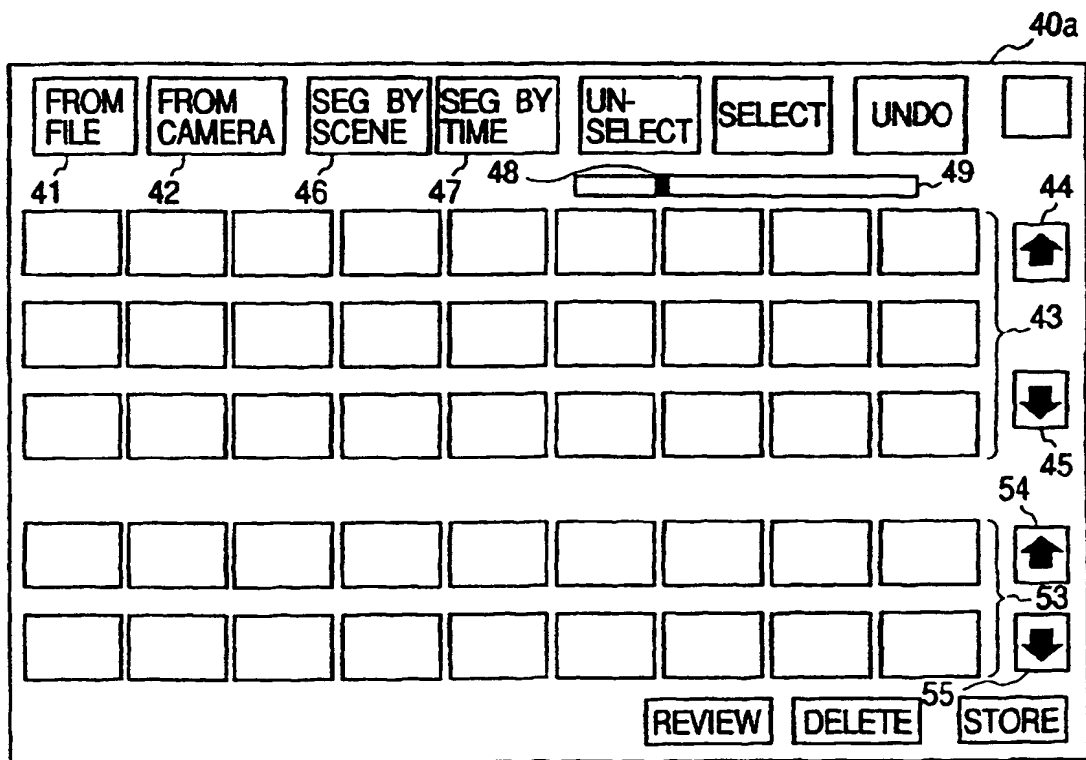 40a
FROM
FILE
FROM
CAMERA
SEG BY
SCENE
SEG BY
TIME
UN-
SELECT
SELECT
UNDO
41
42
46
47
48
49
44
43
45
54
53
55
REVIEW
DELETE
STORE